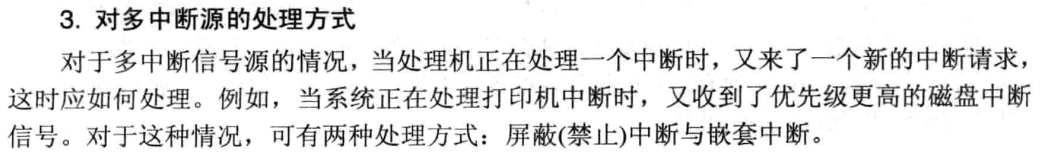 3. 对多中断源的处理方式
对于多中断信号源的情况，当处理机正在处理一个中断时，又来了一个新的中断请求，
这时应如何处理。例如，当系统正在处理打印机中断时，又收到了优先级更高的磁盘中断
信号。对于这种情况，可有两种处理方式：屏蔽(禁止)中断与嵌套中断。